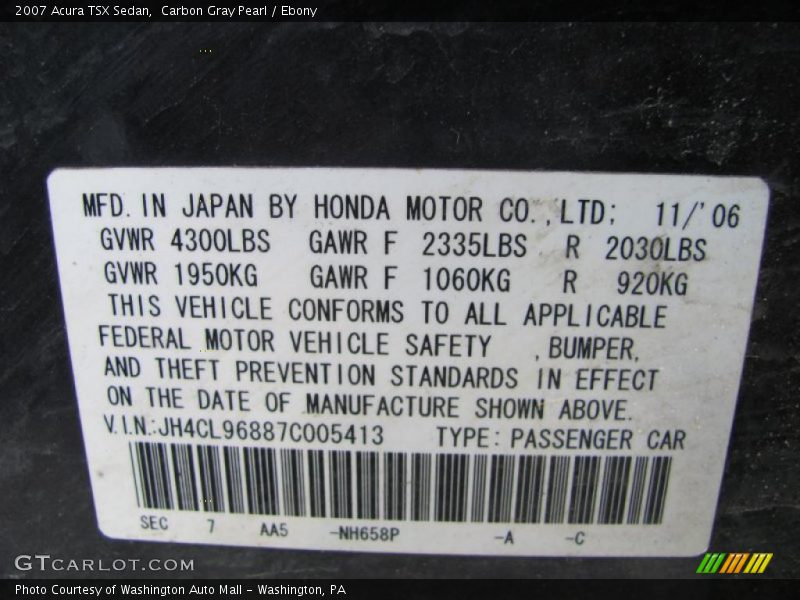 2007 Acura TSX Sedan,  Carbon Gray Pearl / Ebony
MFD. IN JAPAN BY HONDA MOTOR CO.,LTD; 11/'06
GVWR 4300LBS GAWR F 2335LBS R 2030LBS
GVWR 1950KG GAWR F 1060KG R 920KG
THIS VEHICLE CONFORMS TO ALL APPLICABLE
FEDERAL MOTOR VEHICLE SAFETY ,BUMPER,
AND THEFT PREVENTION STANDARDS IN EFFECT
ON THE DATE OF MANUFACTURE SHOWN ABOVE.
V.I.N.:JH4CL96887C005413 TYPE: PASSENGER CAR
SEC 7 AA5 -NH658P -A -C
GTCARLOT.COM
Photo Courtesy of Washington Auto Mall - Washington, PA